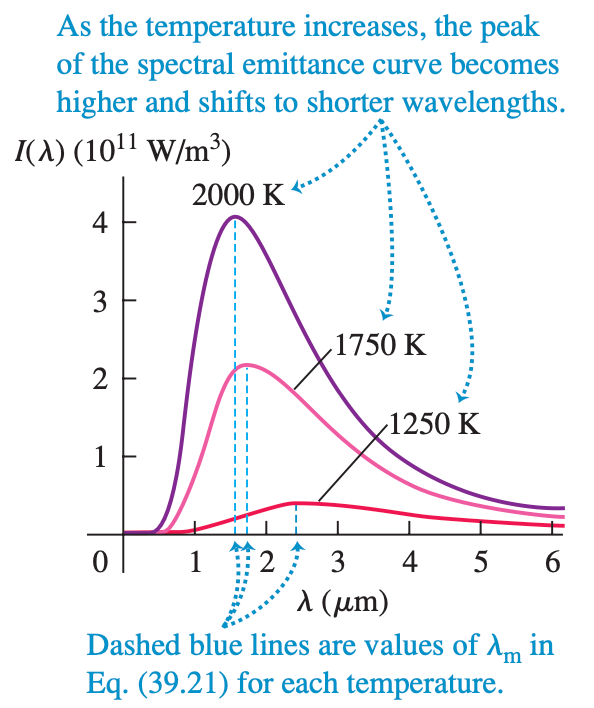 As the temperature increases, the peak
of the spectral emittance curve becomes
higher and shifts to shorter wavelengths.
I(λ) (10¹¹ W/m³)
2000 K
4
3
1750 K
2
1250 K
1
0 1 2 3 4 5 6
λ (μm)
Dashed blue lines are values of λₘ in
Eq. (39.21) for each temperature.